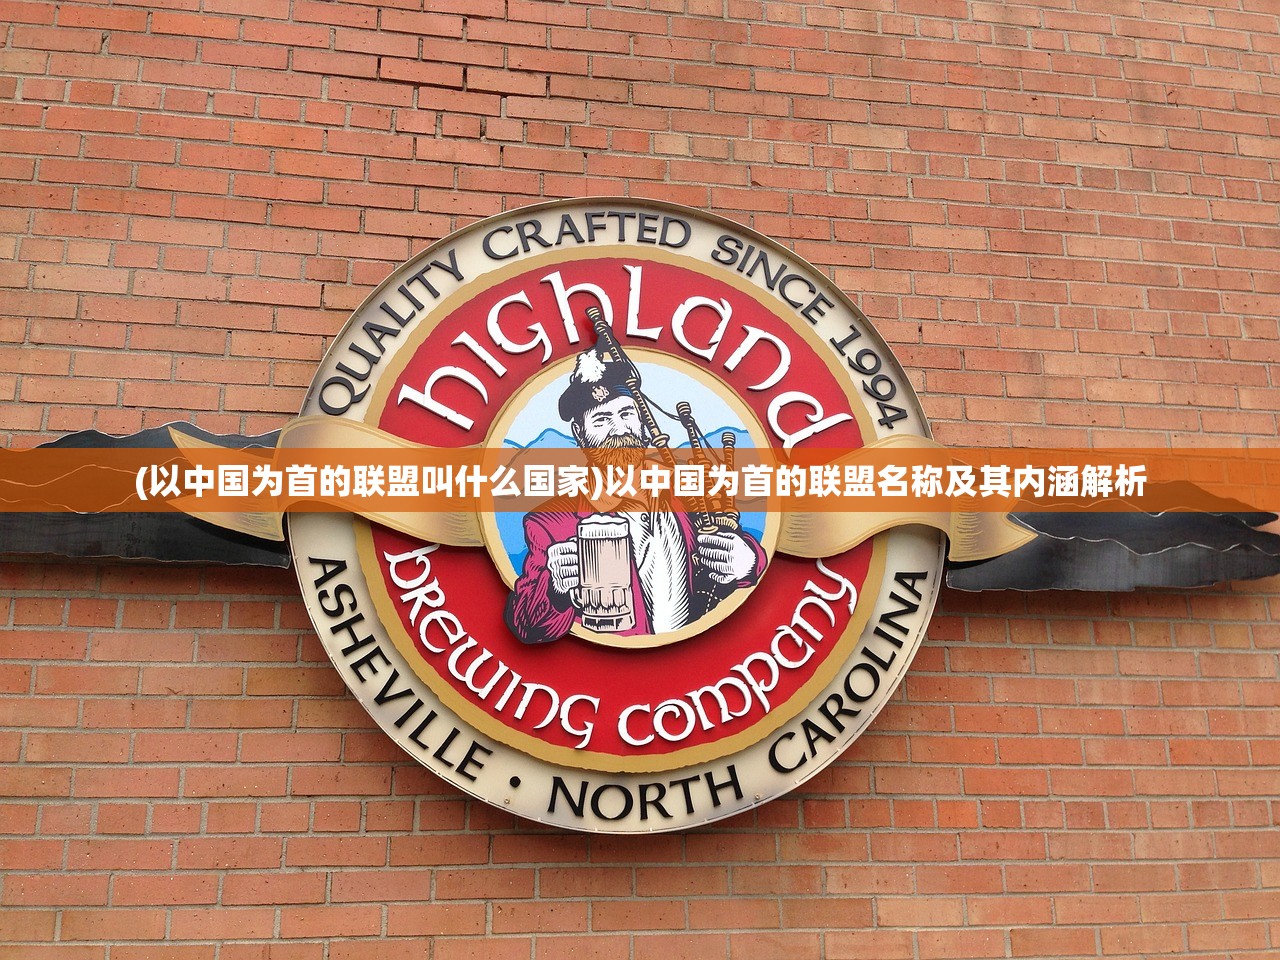 QUALITY CRAFTED SINCE 1994
highland
(以中国为首的联盟叫什么国家)以中国为首的联盟名称及其内涵解析
brewing company
ASHEVILLE • NORTH CAROLINA